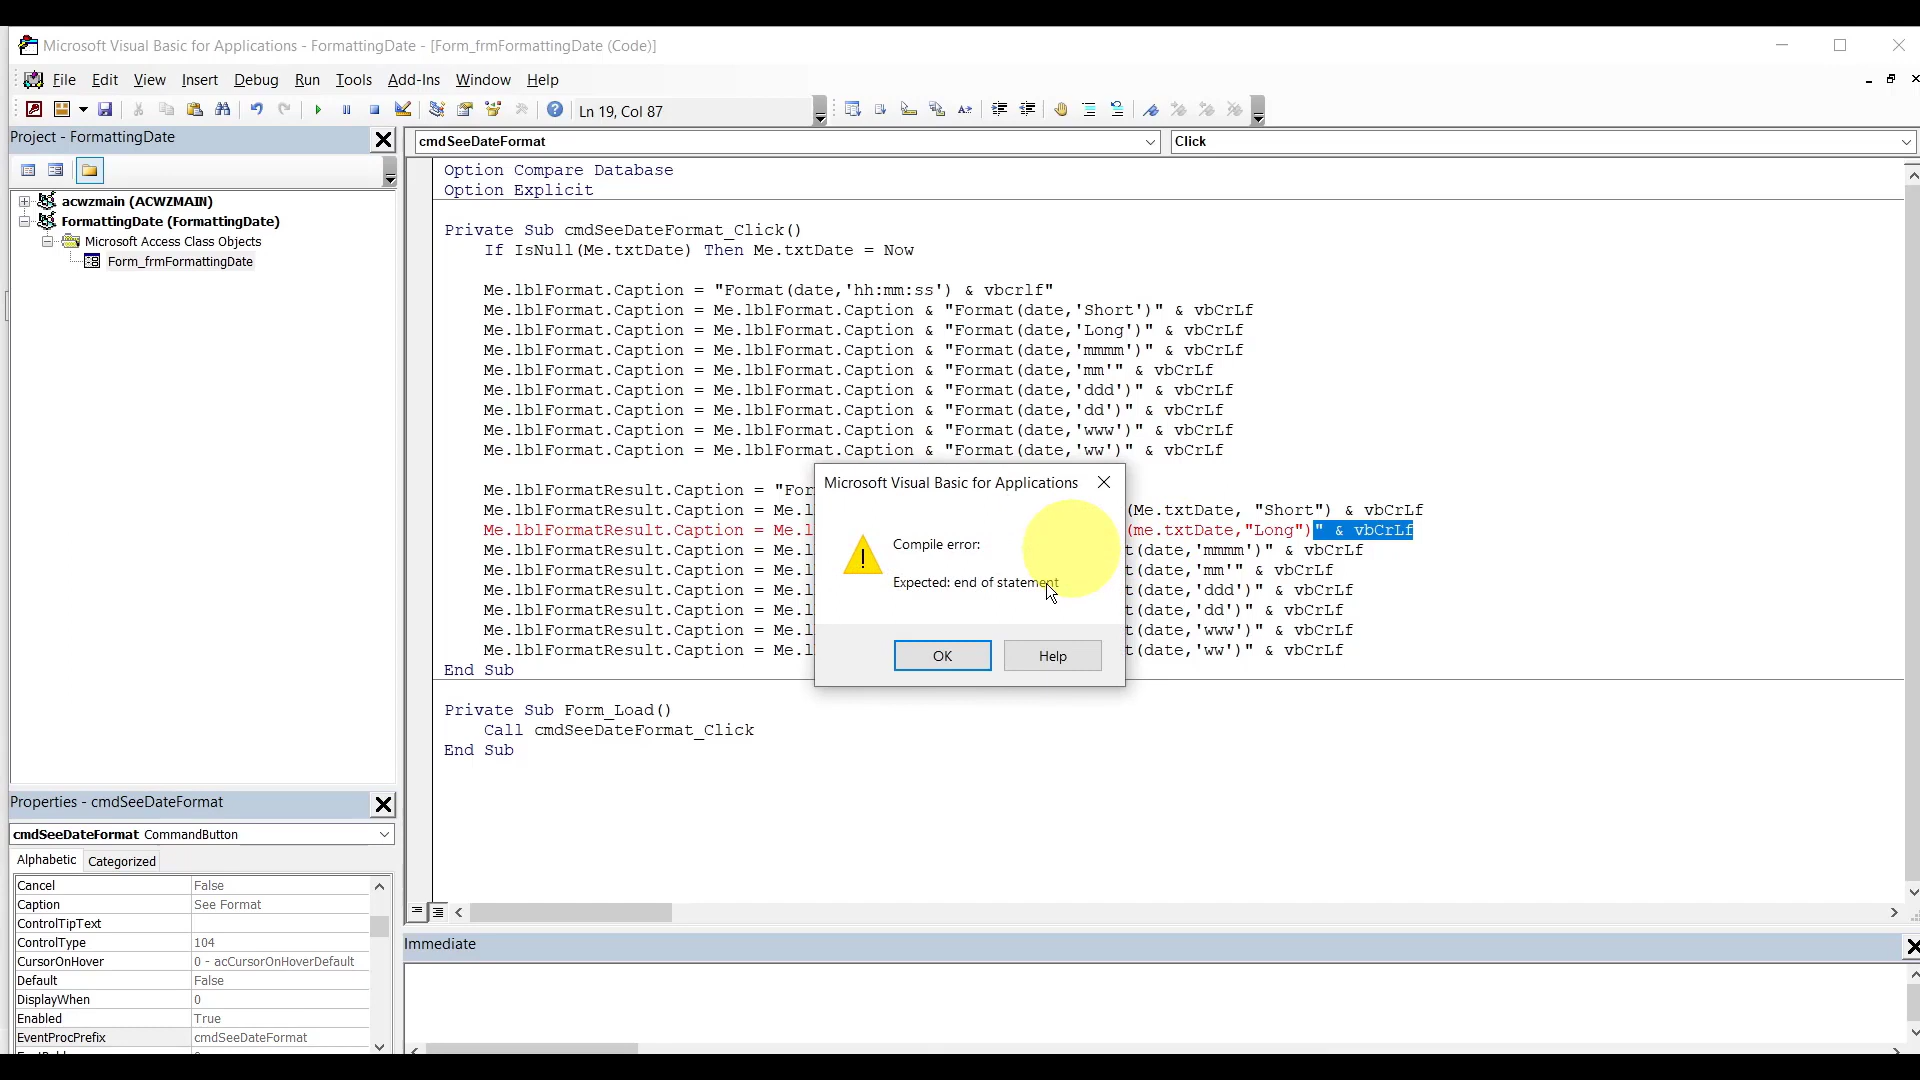 Microsoft Visual Basic for Applications - FormattingDate - [Form_frmFormattingDate (Code)]
File Edit View Insert Debug Run Tools Add-Ins Window Help
Ln 19, Col 87
Project - FormattingDate
cmdSeeDateFormat
Click
acwzmain (ACWZMAIN)
FormattingDate (FormattingDate)
Microsoft Access Class Objects
Form_frmFormattingDate
Option Compare Database
Option Explicit
Private Sub cmdSeeDateFormat_Click()
If IsNull(Me.txtDate) Then Me.txtDate = Now
Me.lblFormat.Caption = "Format(date,'hh:mm:ss') & vbcrlf"
Me.lblFormat.Caption = Me.lblFormat.Caption & "Format(date,'Short')" & vbCrLf
Me.lblFormat.Caption = Me.lblFormat.Caption & "Format(date,'Long')" & vbCrLf
Me.lblFormat.Caption = Me.lblFormat.Caption & "Format(date,'mmmm')" & vbCrLf
Me.lblFormat.Caption = Me.lblFormat.Caption & "Format(date,'mm'" & vbCrLf
Me.lblFormat.Caption = Me.lblFormat.Caption & "Format(date,'ddd')" & vbCrLf
Me.lblFormat.Caption = Me.lblFormat.Caption & "Format(date,'dd')" & vbCrLf
Me.lblFormat.Caption = Me.lblFormat.Caption & "Format(date,'www')" & vbCrLf
Me.lblFormat.Caption = Me.lblFormat.Caption & "Format(date,'ww')" & vbCrLf
Me.lblFormatResult.Caption = "For
Me.lblFormatResult.Caption = Me.l (Me.txtDate, "Short") & vbCrLf
Me.lblFormatResult.Caption = Me.l (me.txtDate,"Long")" & vbCrLf
Me.lblFormatResult.Caption = Me.l t(date,'mmmm')" & vbCrLf
Me.lblFormatResult.Caption = Me.l t(date,'mm'" & vbCrLf
Me.lblFormatResult.Caption = Me.l t(date,'ddd')" & vbCrLf
Me.lblFormatResult.Caption = Me.l t(date,'dd')" & vbCrLf
Me.lblFormatResult.Caption = Me.l t(date,'www')" & vbCrLf
Me.lblFormatResult.Caption = Me.l t(date,'ww')" & vbCrLf
End Sub
Private Sub Form_Load()
Call cmdSeeDateFormat_Click
End Sub
Microsoft Visual Basic for Applications
Compile error:
Expected: end of statement
OK
Help
Properties - cmdSeeDateFormat
cmdSeeDateFormat CommandButton
Alphabetic Categorized
Cancel False
Caption See Format
ControlTipText
ControlType 104
CursorOnHover 0 - acCursorOnHoverDefault
Default False
DisplayWhen 0
Enabled True
EventProcPrefix cmdSeeDateFormat
Immediate